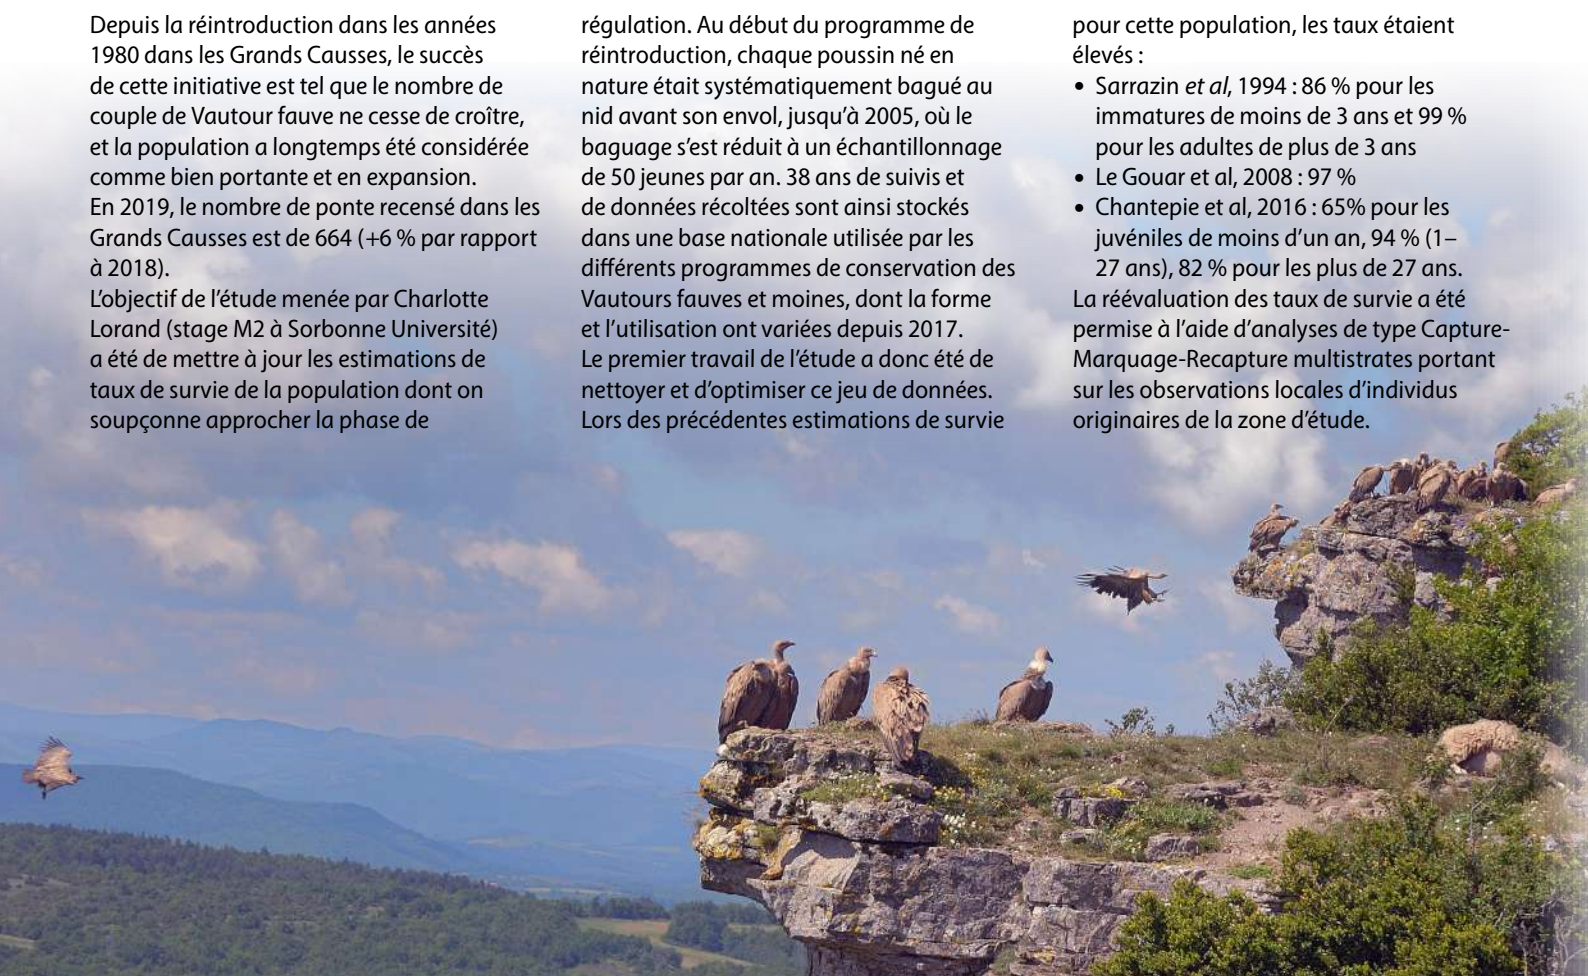 Depuis la réintroduction dans les années
1980 dans les Grands Causses, le succès
de cette initiative est tel que le nombre de
couple de Vautour fauve ne cesse de croître,
et la population a longtemps été considérée
comme bien portante et en expansion.
En 2019, le nombre de ponte recensé dans les
Grands Causses est de 664 (+6 % par rapport
à 2018).
L’objectif de l’étude menée par Charlotte
Lorand (stage M2 à Sorbonne Université)
a été de mettre à jour les estimations de
taux de survie de la population dont on
soupçonne approcher la phase de
régulation. Au début du programme de
réintroduction, chaque poussin né en
nature était systématiquement bagué au
nid avant son envol, jusqu’à 2005, où le
baguage s’est réduit à un échantillonnage
de 50 jeunes par an. 38 ans de suivis et
de données récoltées sont ainsi stockés
dans une base nationale utilisée par les
différents programmes de conservation des
Vautours fauves et moines, dont la forme
et l’utilisation ont variées depuis 2017.
Le premier travail de l’étude a donc été de
nettoyer et d’optimiser ce jeu de données.
Lors des précédentes estimations de survie
pour cette population, les taux étaient
élevés :
• Sarrazin et al, 1994 : 86 % pour les
immatures de moins de 3 ans et 99 %
pour les adultes de plus de 3 ans
• Le Gouar et al, 2008 : 97 %
• Chantepie et al, 2016 : 65% pour les
juvéniles de moins d’un an, 94 % (1–
27 ans), 82 % pour les plus de 27 ans.
La réévaluation des taux de survie a été
permise à l’aide d’analyses de type Capture-
Marquage-Recapture multistrates portant
sur les observations locales d’individus
originaires de la zone d’étude.